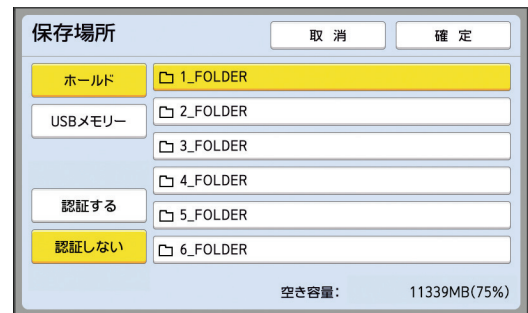 保存場所
取 消
確 定
ホールド
USBメモリー
認証する
認証しない
1_FOLDER
2_FOLDER
3_FOLDER
4_FOLDER
5_FOLDER
6_FOLDER
空き容量: 11339MB(75%)